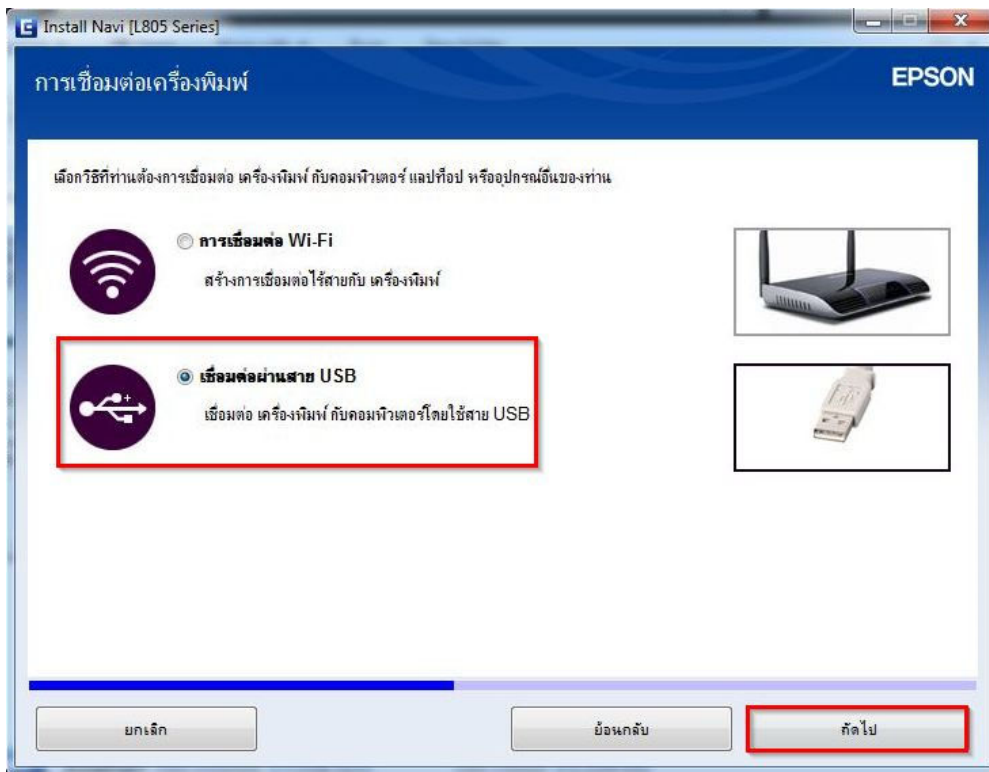 Install Navi [L805 Series]
การเชื่อมต่อเครื่องพิมพ์
EPSON
เลือกวิธีที่ท่านต้องการเชื่อมต่อ เครื่องพิมพ์ กับคอมพิวเตอร์ แลปท็อป หรืออุปกรณ์อื่นของท่าน
การเชื่อมต่อ Wi-Fi
สร้างการเชื่อมต่อไร้สายกับ เครื่องพิมพ์
เชื่อมต่อผ่านสาย USB
เชื่อมต่อ เครื่องพิมพ์ กับคอมพิวเตอร์โดยใช้สาย USB
ยกเลิก
ย้อนกลับ
ถัดไป